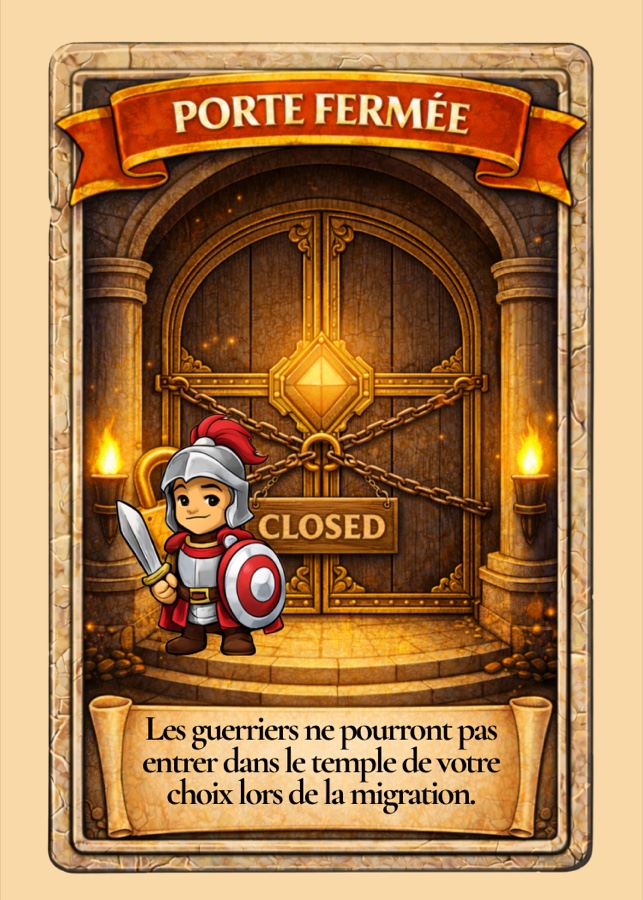 PORTE FERMÉE
CLOSED
Les guerriers ne pourront pas
entrer dans le temple de votre
choix lors de la migration.